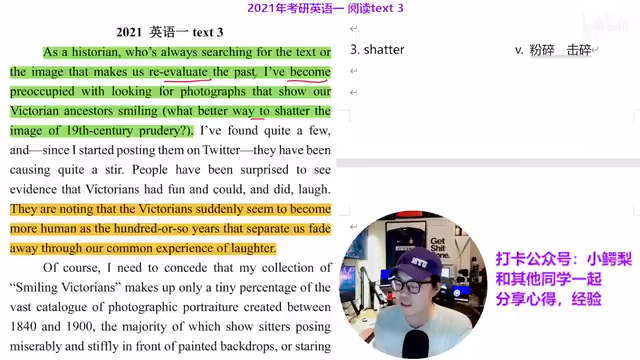 2021年考研英语一 阅读text 3
2021 英语一 text 3
As a historian, who's always searching for the text or
the image that makes us re-evaluate the past, I've become
preoccupied with looking for photographs that show our
Victorian ancestors smiling (what better way to shatter the
image of 19th-century prudery?). I've found quite a few,
and—since I started posting them on Twitter—they have been
causing quite a stir. People have been surprised to see
evidence that Victorians had fun and could, and did, laugh.
They are noting that the Victorians suddenly seem to become
more human as the hundred-or-so years that separate us fade
away through our common experience of laughter.
Of course, I need to concede that my collection of
“Smiling Victorians” makes up only a tiny percentage of the
vast catalogue of photographic portraiture created between
1840 and 1900, the majority of which show sitters posing
miserably and stiffly in front of painted backdrops, or staring
3. shatter v. 粉碎 击碎
Get
Shit
Done.
NYU
打卡公众号：小鳄梨
和其他同学一起
分享心得，经验
bilibili